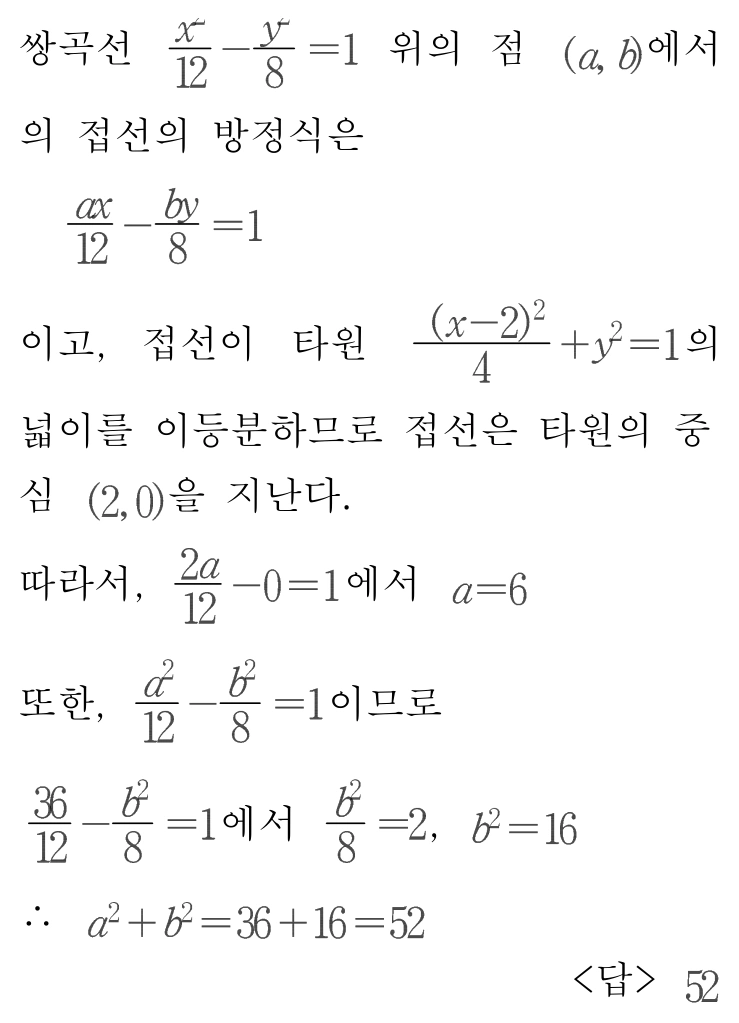 쌍곡선 x²/12 − y²/8 = 1 위의 점 (a, b)에서
의 접선의 방정식은
ax/12 − by/8 = 1
이고, 접선이 타원 (x−2)²/4 + y² = 1의
넓이를 이등분하므로 접선은 타원의 중
심 (2, 0)을 지난다.
따라서, 2a/12 − 0 = 1에서 a = 6
또한, a²/12 − b²/8 = 1이므로
36/12 − b²/8 = 1에서 b²/8 = 2, b² = 16
∴ a² + b² = 36 + 16 = 52
<답> 52